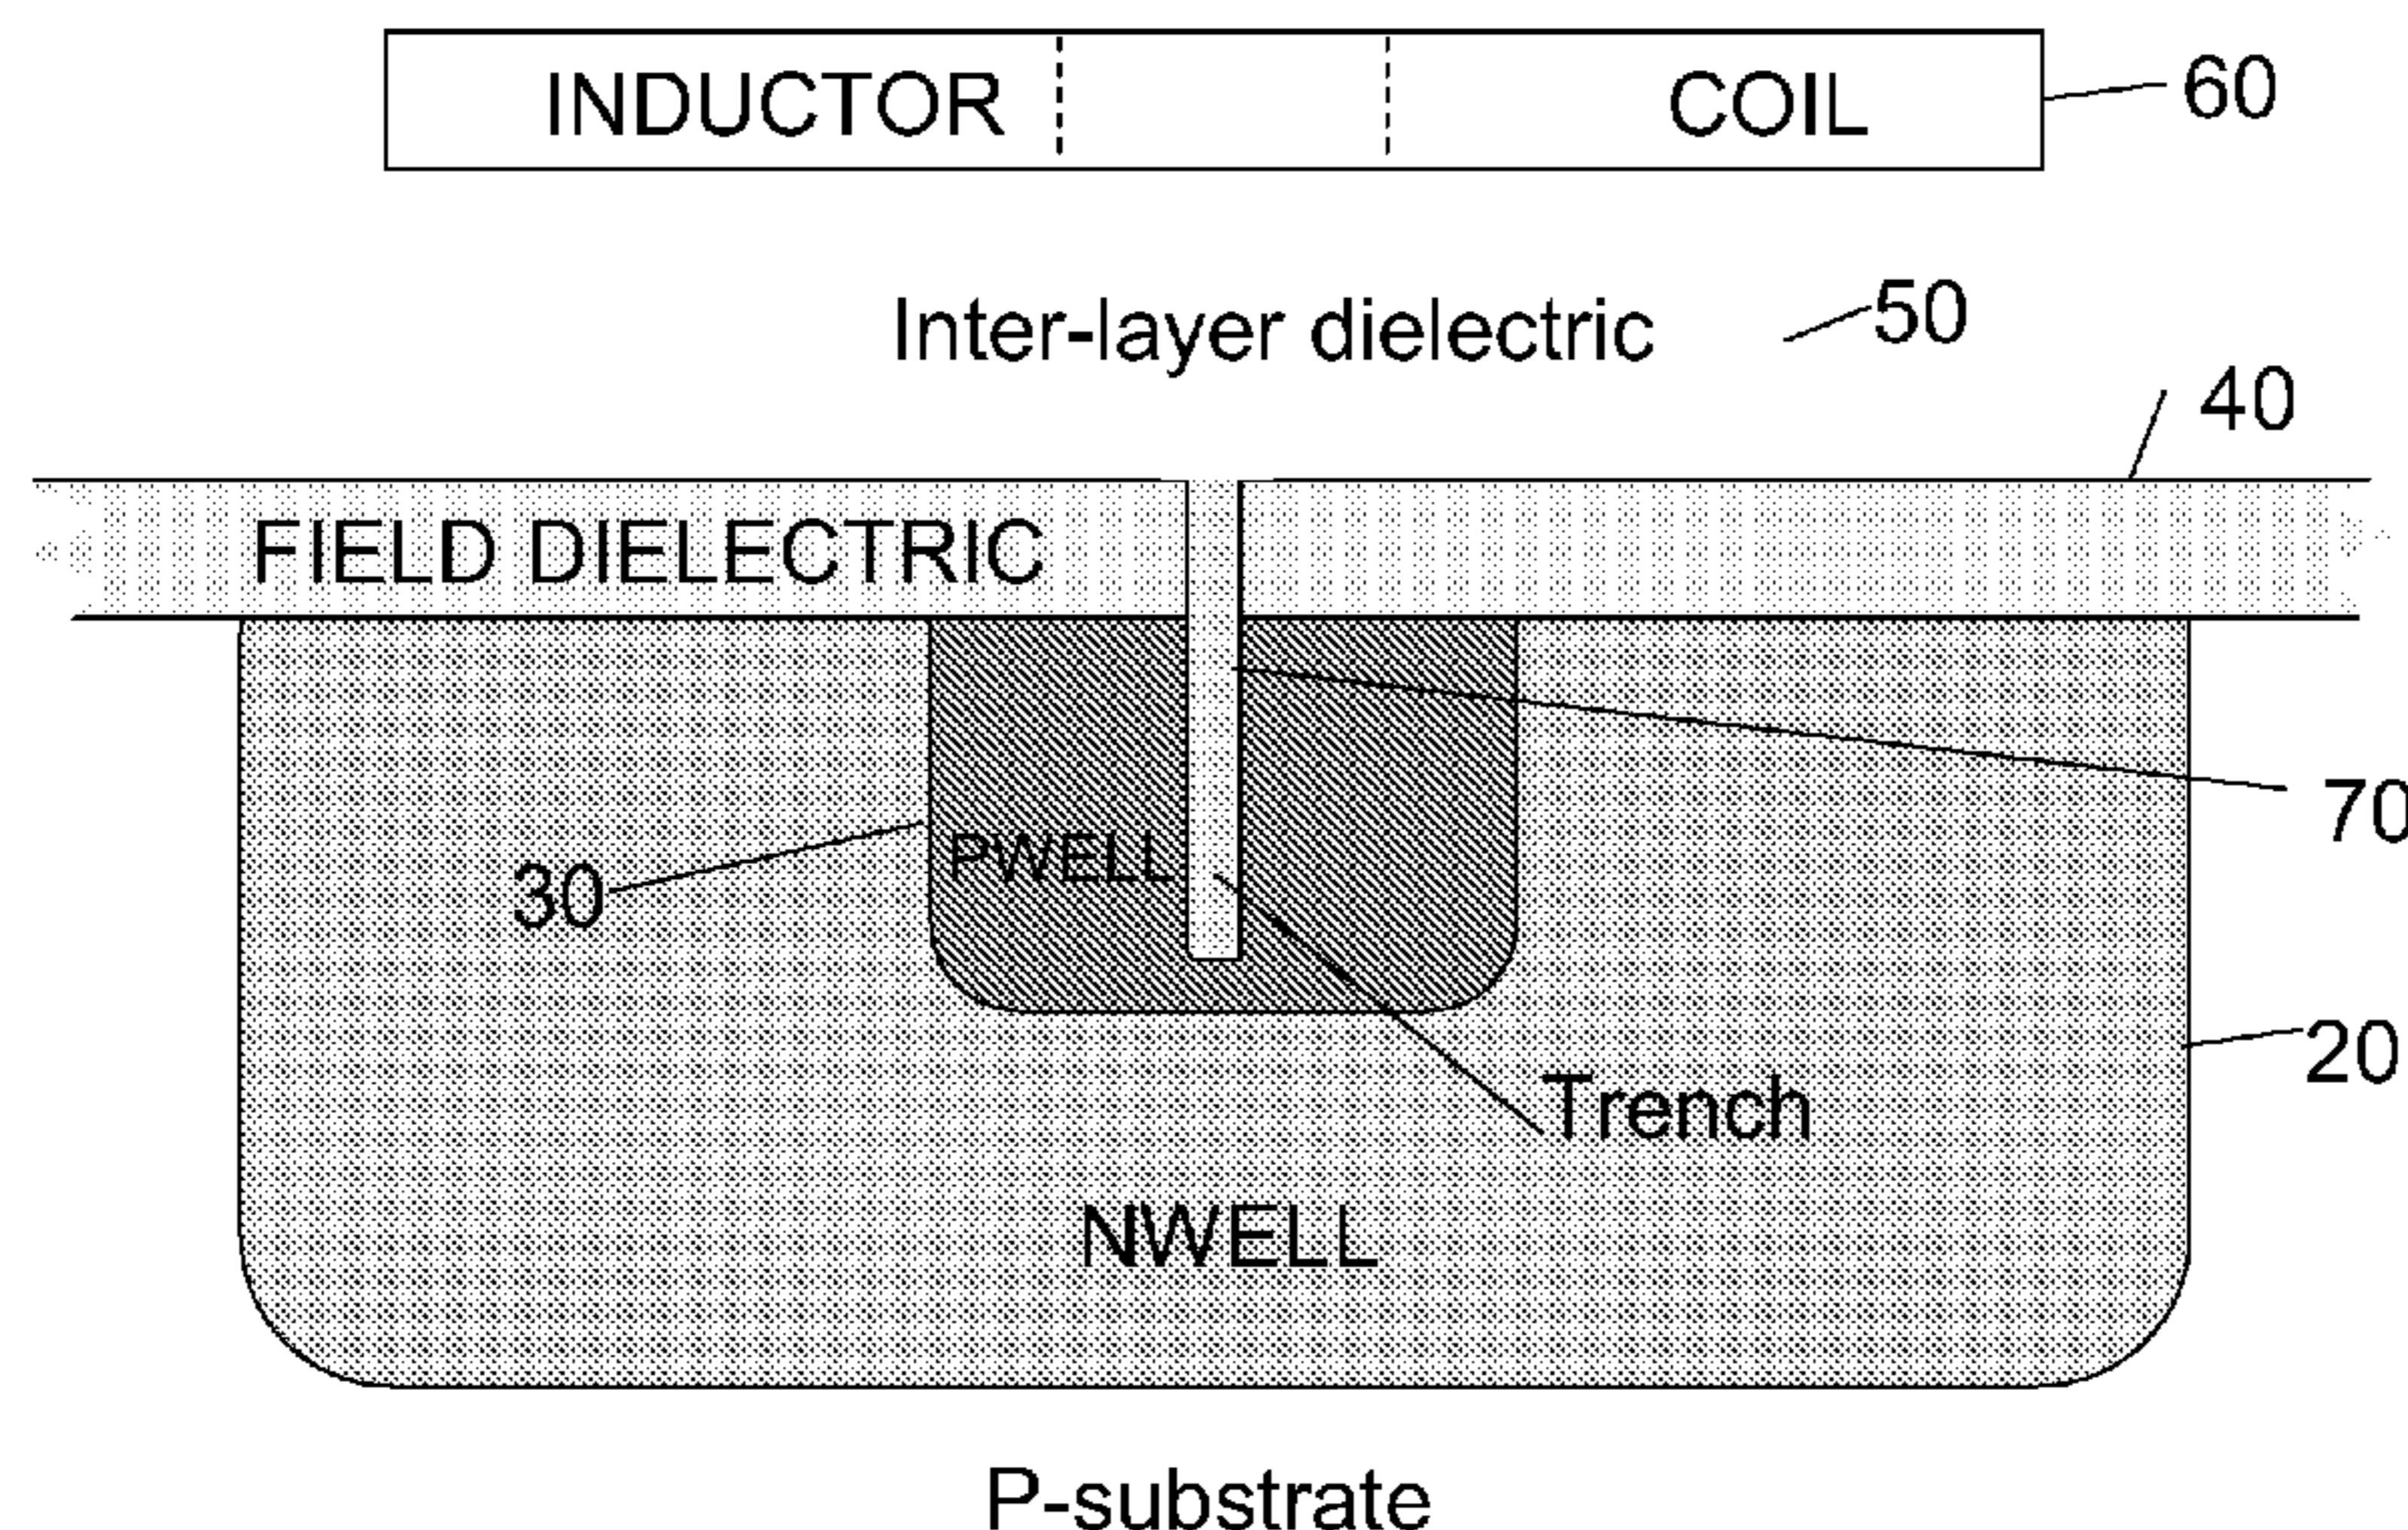 INDUCTOR COIL 60
Inter-layer dielectric 50
40
FIELD DIELECTRIC
70
PWELL
30
20
Trench
NWELL
P-substrate